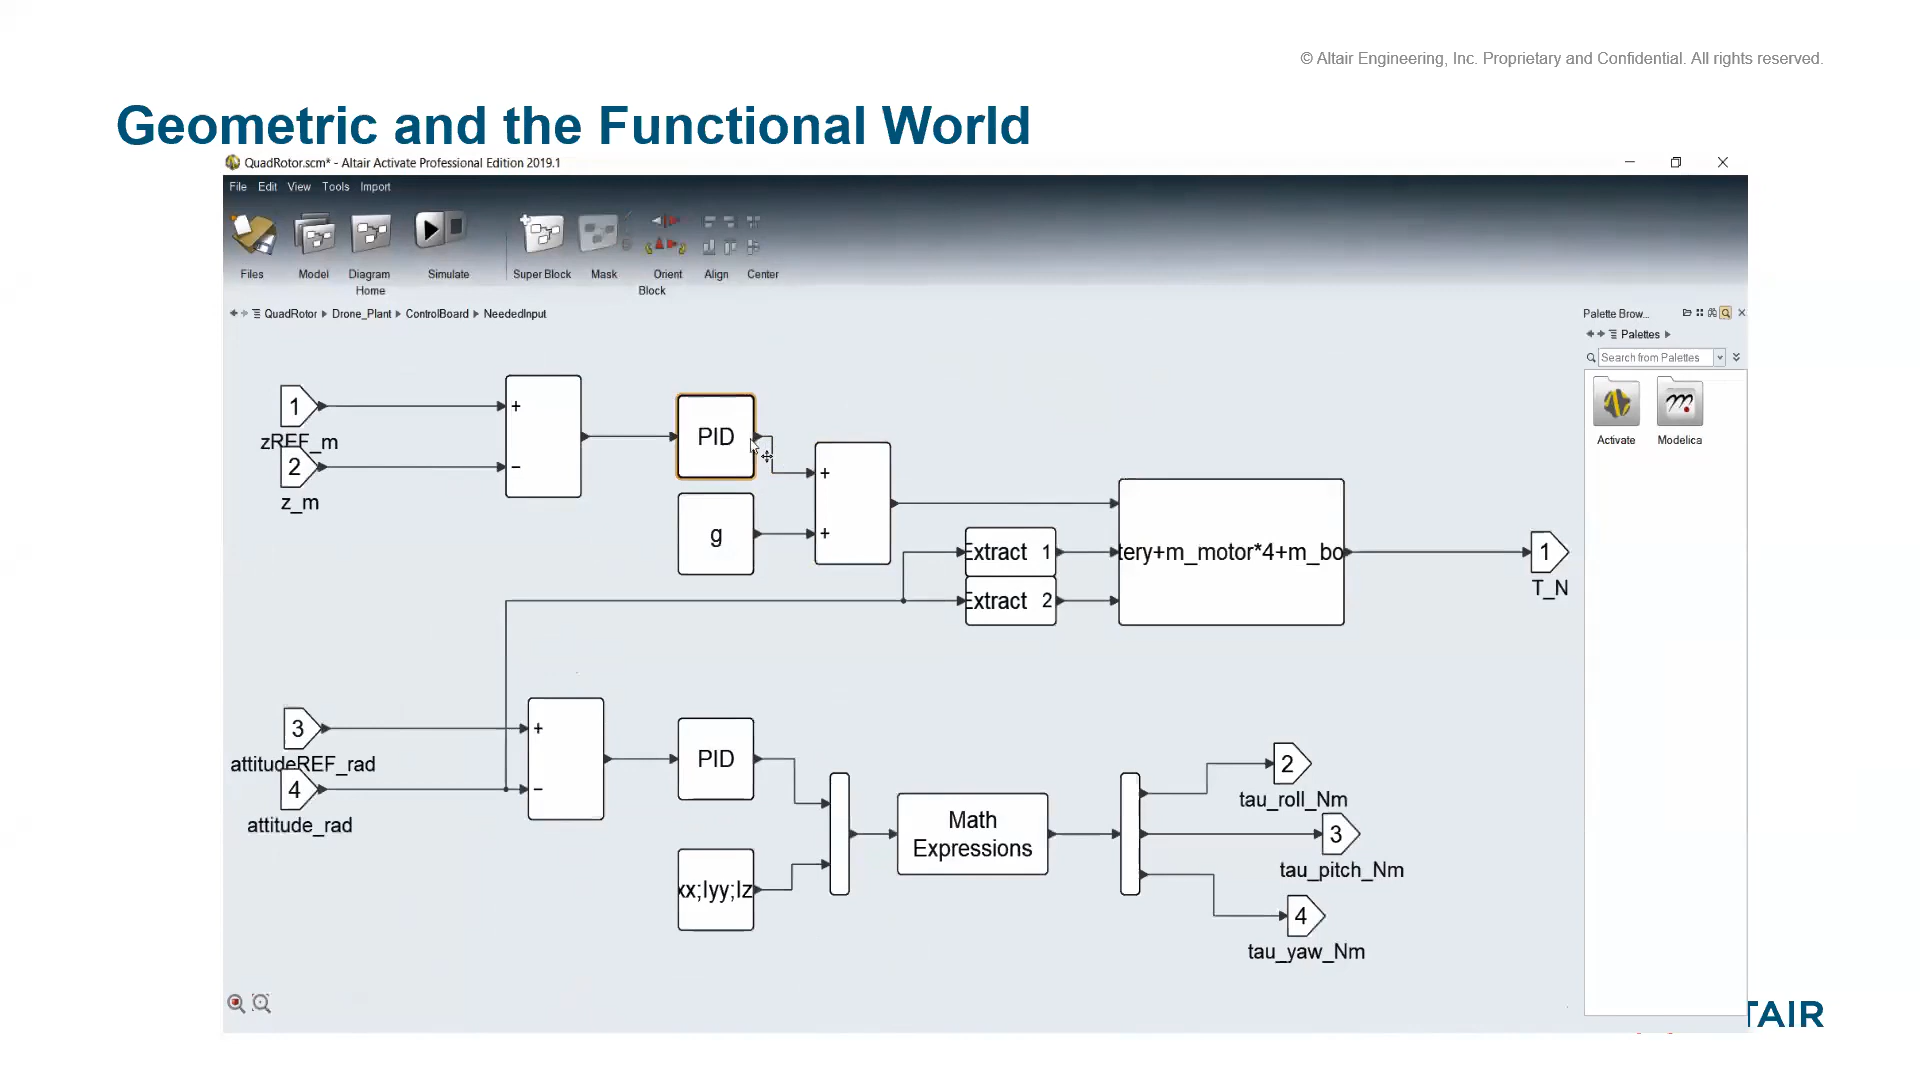 © Altair Engineering, Inc. Proprietary and Confidential. All rights reserved.
Geometric and the Functional World
QuadRotor.scm* - Altair Activate Professional Edition 2019.1
File Edit View Tools Import
Files Model Diagram Simulate Super Block Mask Orient Align Center
Home Block
QuadRotor Drone_Plant ControlBoard NeededInput
Palette Brow...
Palettes
Search from Palettes
Activate Modelica
1
zREF_m
2
z_m
+
−
PID
g
+
+
Extract 1
Extract 2
tery+m_motor*4+m_bo
1
T_N
3
attitudeREF_rad
4
attitude_rad
+
−
PID
xx;Iyy;Iz
Math
Expressions
2
tau_roll_Nm
3
tau_pitch_Nm
4
tau_yaw_Nm
TAIR